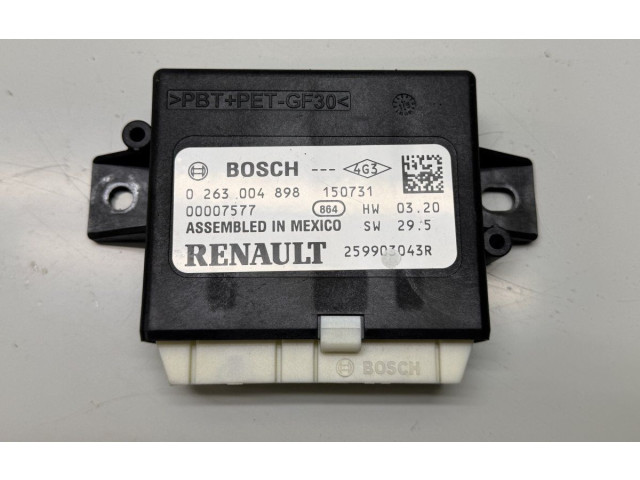 >PBT+PET-GF30<
BOSCH --- 4G3
0 263 004 898 150731
00007577 864 HW 03.20
ASSEMBLED IN MEXICO SW 29.5
RENAULT 259903043R
BOSCH